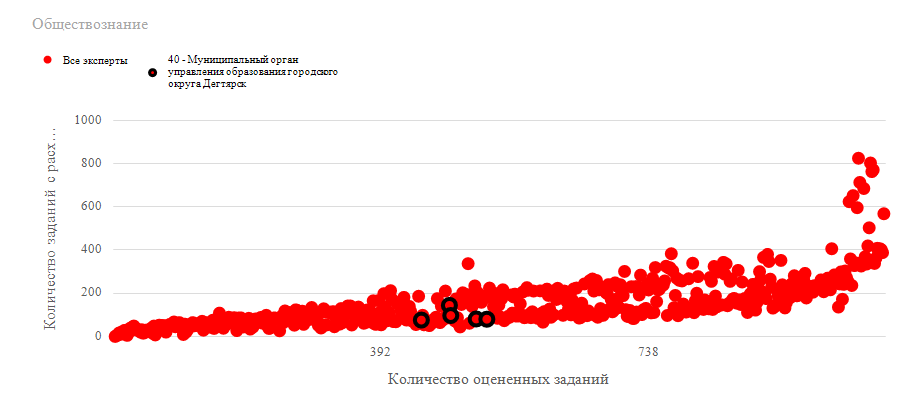 Обществознание
Все эксперты
40 - Муниципальный орган
управления образования городского
округа Дегтярск
Количество заданий с расх…
1000
800
600
400
200
0
392
738
Количество оцененных заданий